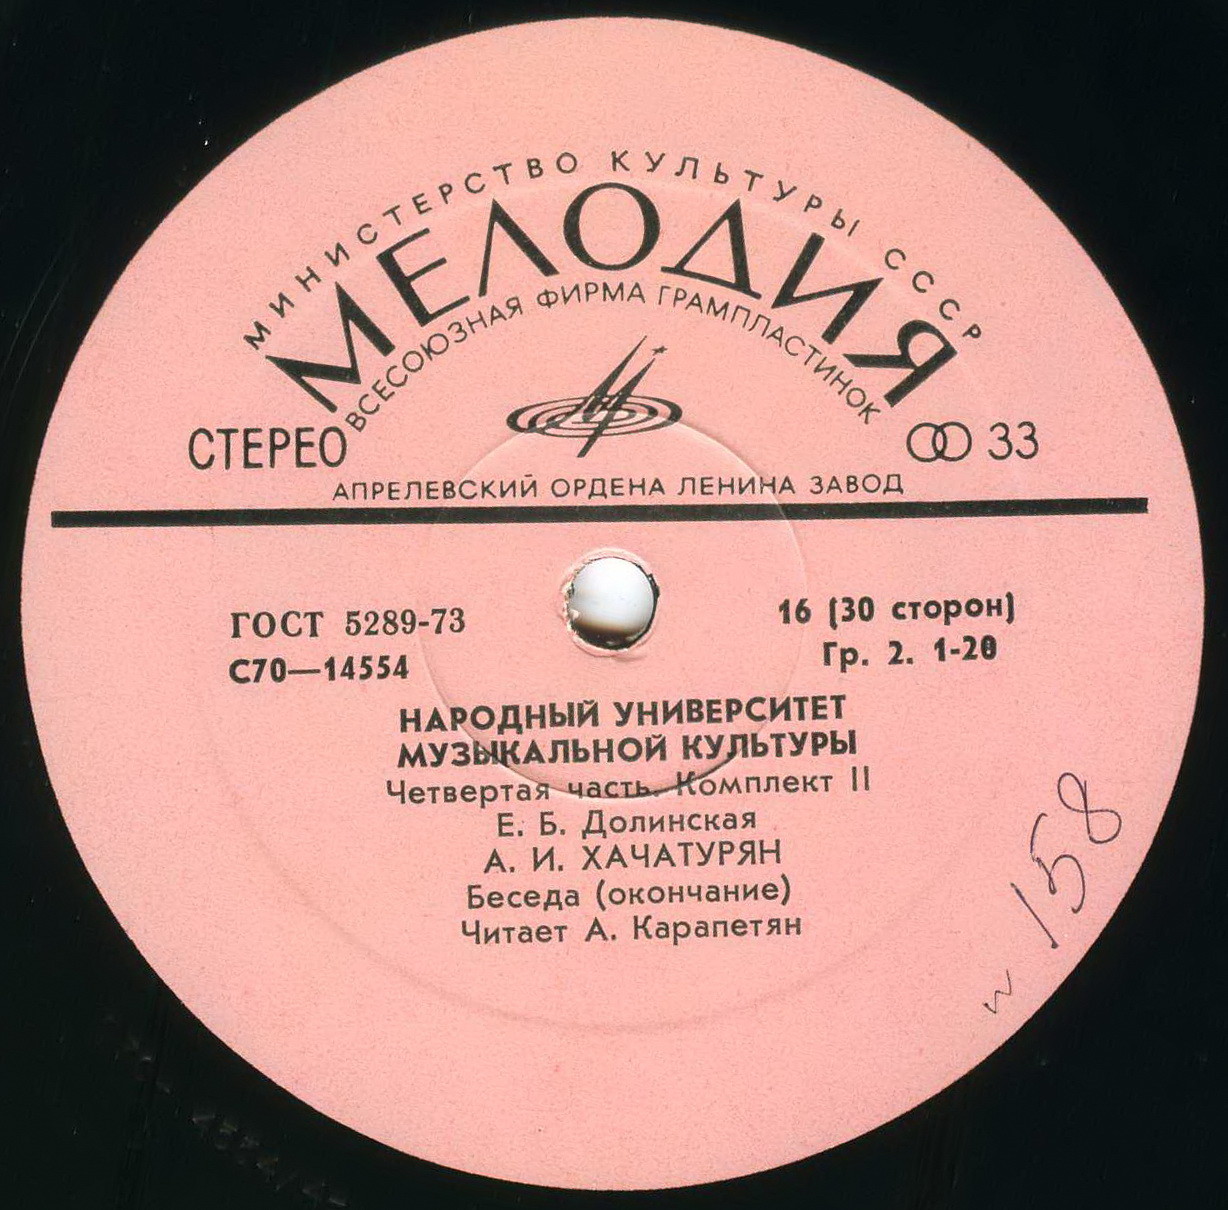 МИНИСТЕРСТВО КУЛЬТУРЫ СССР
МЕЛОДИЯ
ВСЕСОЮЗНАЯ ФИРМА ГРАМПЛАСТИНОК
СТЕРЕО
33
АПРЕЛЕВСКИЙ ОРДЕНА ЛЕНИНА ЗАВОД
ГОСТ 5289-73
16 (30 сторон)
С70—14554
Гр. 2. 1-20
НАРОДНЫЙ УНИВЕРСИТЕТ
МУЗЫКАЛЬНОЙ КУЛЬТУРЫ
Четвертая часть. Комплект II
Е. Б. Долинская
А. И. ХАЧАТУРЯН
Беседа (окончание)
Читает А. Карапетян
158